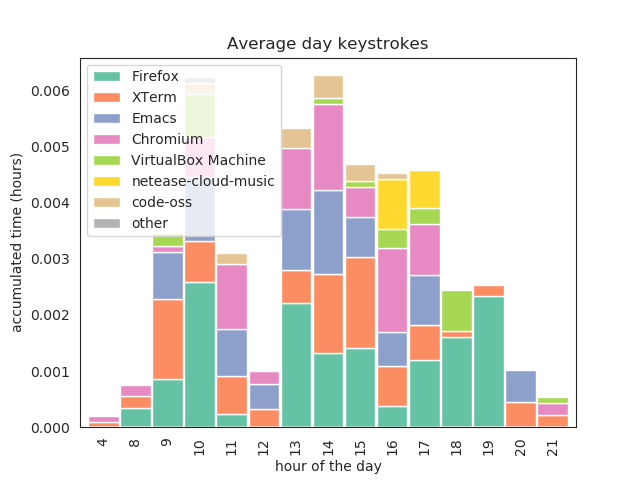 Average day keystrokes
Firefox
XTerm
Emacs
Chromium
VirtualBox Machine
netease-cloud-music
code-oss
other
accumulated time (hours)
0.006
0.005
0.004
0.003
0.002
0.001
0.000
4 8 9 10 11 12 13 14 15 16 17 18 19 20 21
hour of the day